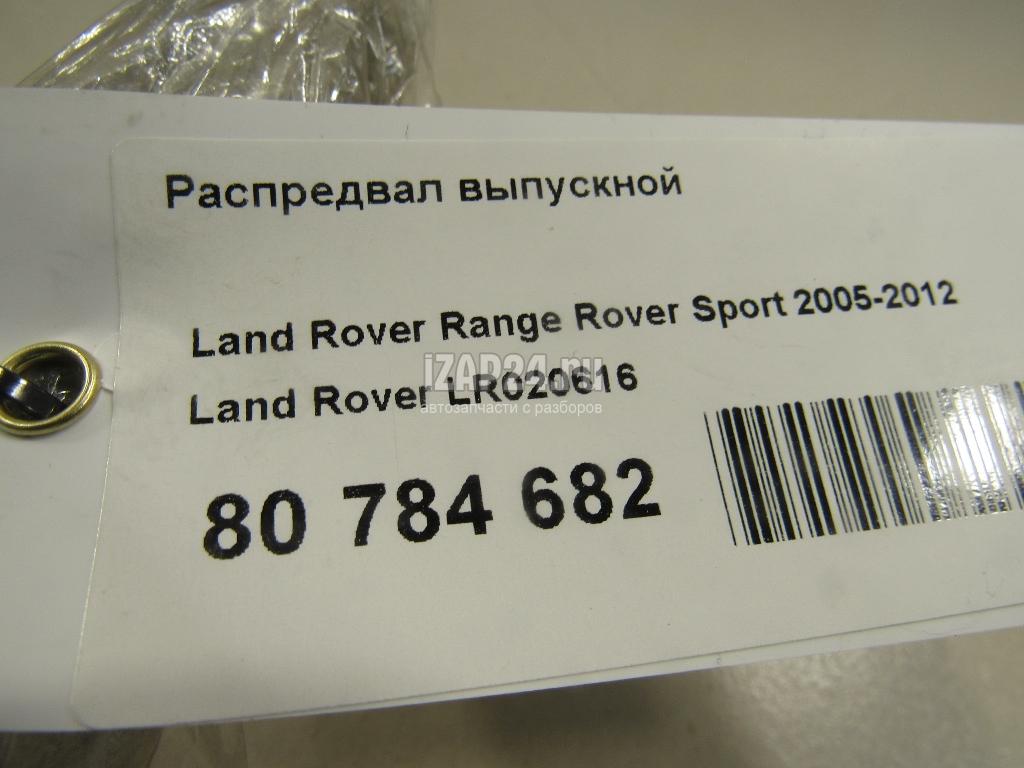 Распредвал выпускной
Land Rover Range Rover Sport 2005-2012
iZAP24.ru
Land Rover LR020616
автозапчасти с разборов
80 784 682